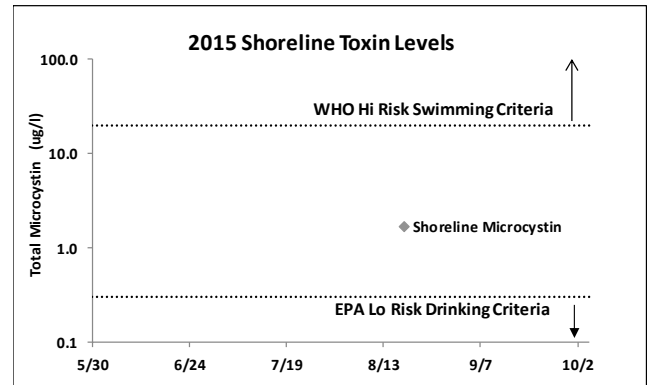 2015 Shoreline Toxin Levels
Total Microcystin (ug/l)
100.0
10.0
1.0
0.1
WHO Hi Risk Swimming Criteria
Shoreline Microcystin
EPA Lo Risk Drinking Criteria
5/30 6/24 7/19 8/13 9/7 10/2